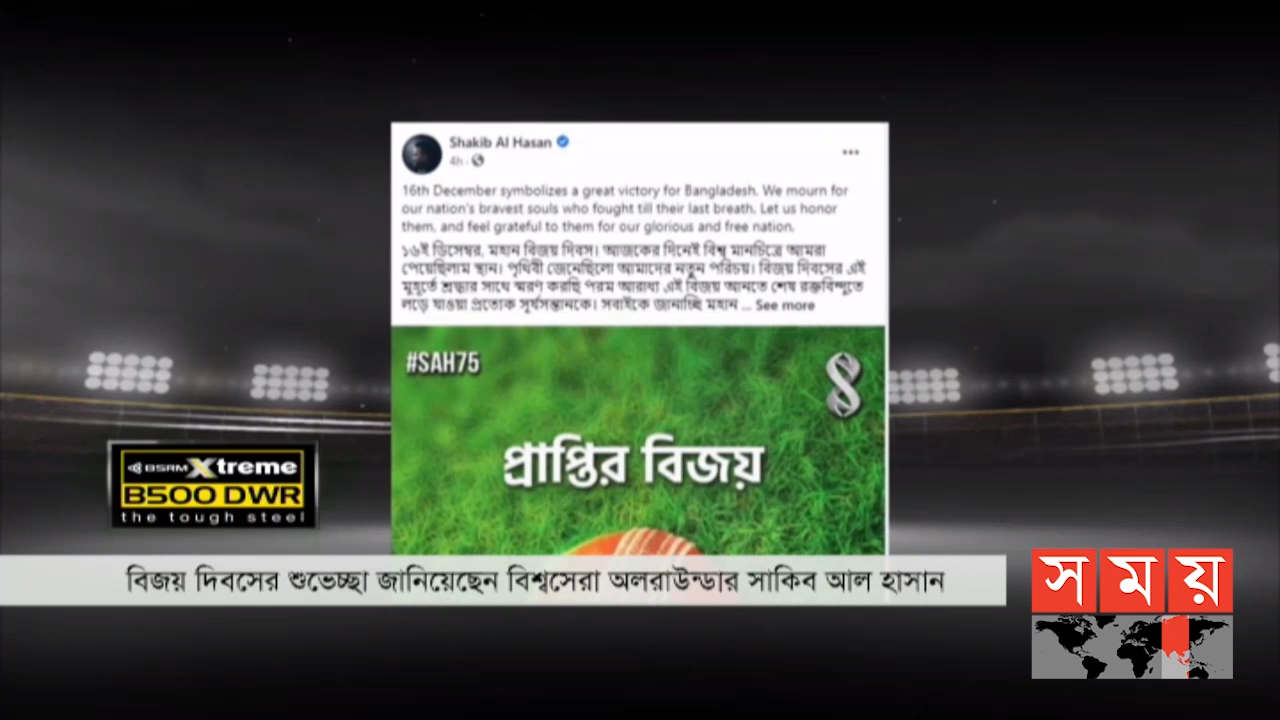 Shakib Al Hasan
4h
16th December symbolizes a great victory for Bangladesh. We mourn for
our nation's bravest souls who fought till their last breath. Let us honor
them, and feel grateful to them for our glorious and free nation.
১৬ই ডিসেম্বর, মহান বিজয় দিবস। আজকের দিনেই বিশ্ব মানচিত্রে আমরা
পেয়েছিলাম স্থান। পৃথিবী জেনেছিলো আমাদের নতুন পরিচয়। বিজয় দিবসের এই
মুহূর্তে শ্রদ্ধার সাথে স্মরণ করছি পরম আরাধ্য এই বিজয় আনতে শেষ রক্তবিন্দুতে
লড়ে যাওয়া প্রত্যেক সূর্যসন্তানকে। সবাইকে জানাচ্ছি মহান ... See more
#SAH75
প্রাপ্তির বিজয়
BSRM Xtreme
B500 DWR
the tough steel
বিজয় দিবসের শুভেচ্ছা জানিয়েছেন বিশ্বসেরা অলরাউন্ডার সাকিব আল হাসান
সময়